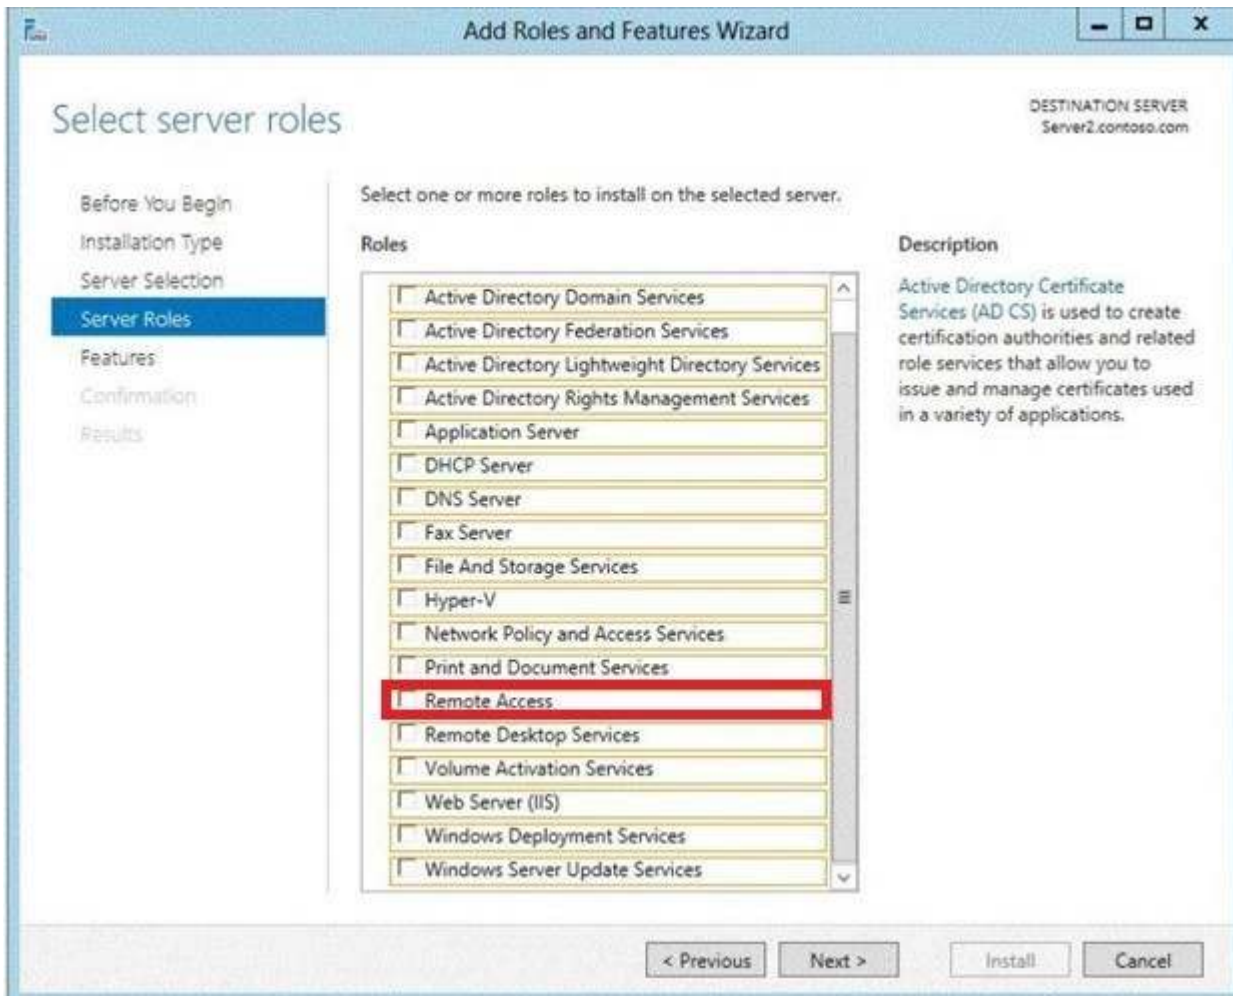 Add Roles and Features Wizard
Select server roles
DESTINATION SERVER
Server2.contoso.com
Before You Begin
Installation Type
Server Selection
Server Roles
Features
Confirmation
Results
Select one or more roles to install on the selected server.
Roles
Active Directory Domain Services
Active Directory Federation Services
Active Directory Lightweight Directory Services
Active Directory Rights Management Services
Application Server
DHCP Server
DNS Server
Fax Server
File And Storage Services
Hyper-V
Network Policy and Access Services
Print and Document Services
Remote Access
Remote Desktop Services
Volume Activation Services
Web Server (IIS)
Windows Deployment Services
Windows Server Update Services
Description
Active Directory Certificate
Services (AD CS) is used to create
certification authorities and related
role services that allow you to
issue and manage certificates used
in a variety of applications.
< Previous
Next >
Install
Cancel